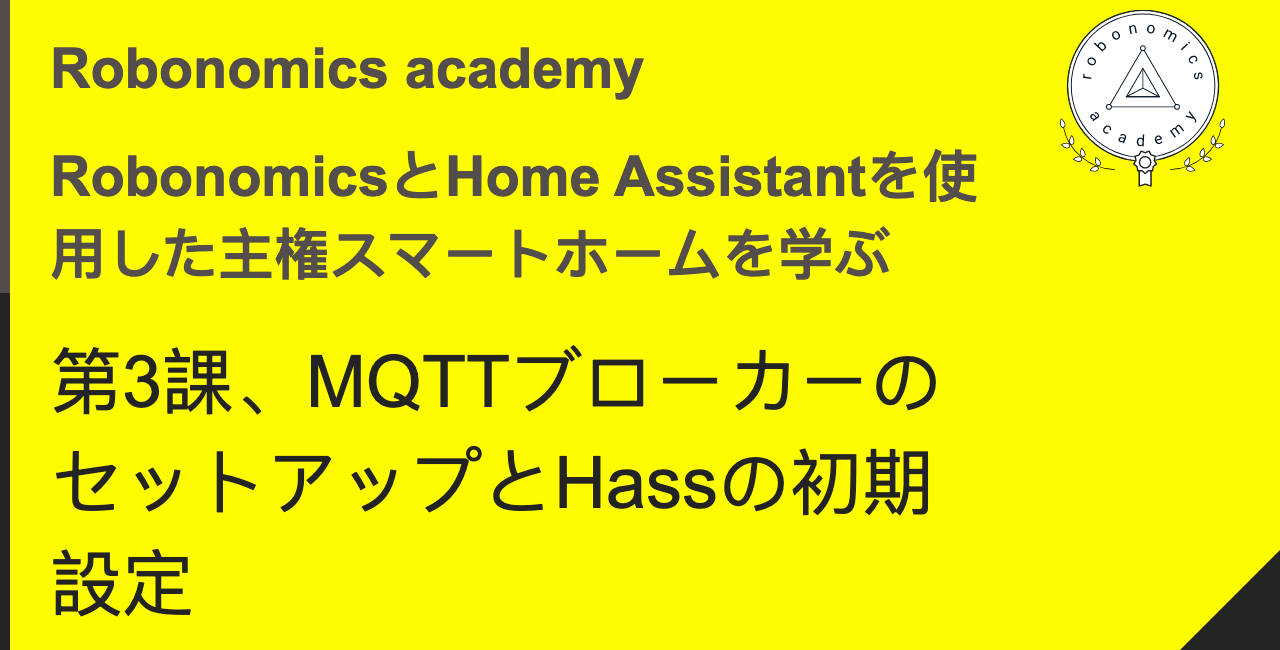 Robonomics academy
RobonomicsとHome Assistantを使
用した主権スマートホームを学ぶ
第3課、MQTTブローカーの
セットアップとHassの初期
設定
robonomics
academy